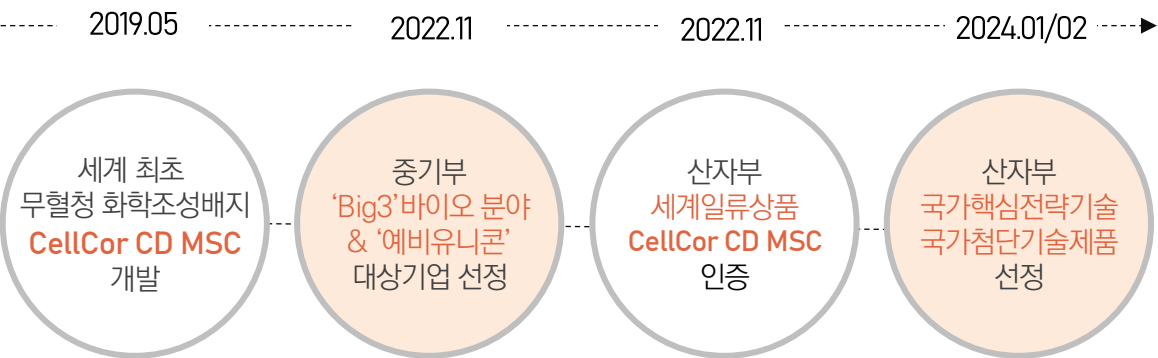 2019.05
2022.11
2022.11
2024.01/02
세계 최초
무혈청 화학조성배지
CellCor CD MSC
개발
중기부
‘Big3’ 바이오 분야
& ‘예비유니콘’
대상기업 선정
산자부
세계일류상품
CellCor CD MSC
인증
산자부
국가핵심전략기술
국가첨단기술제품
선정